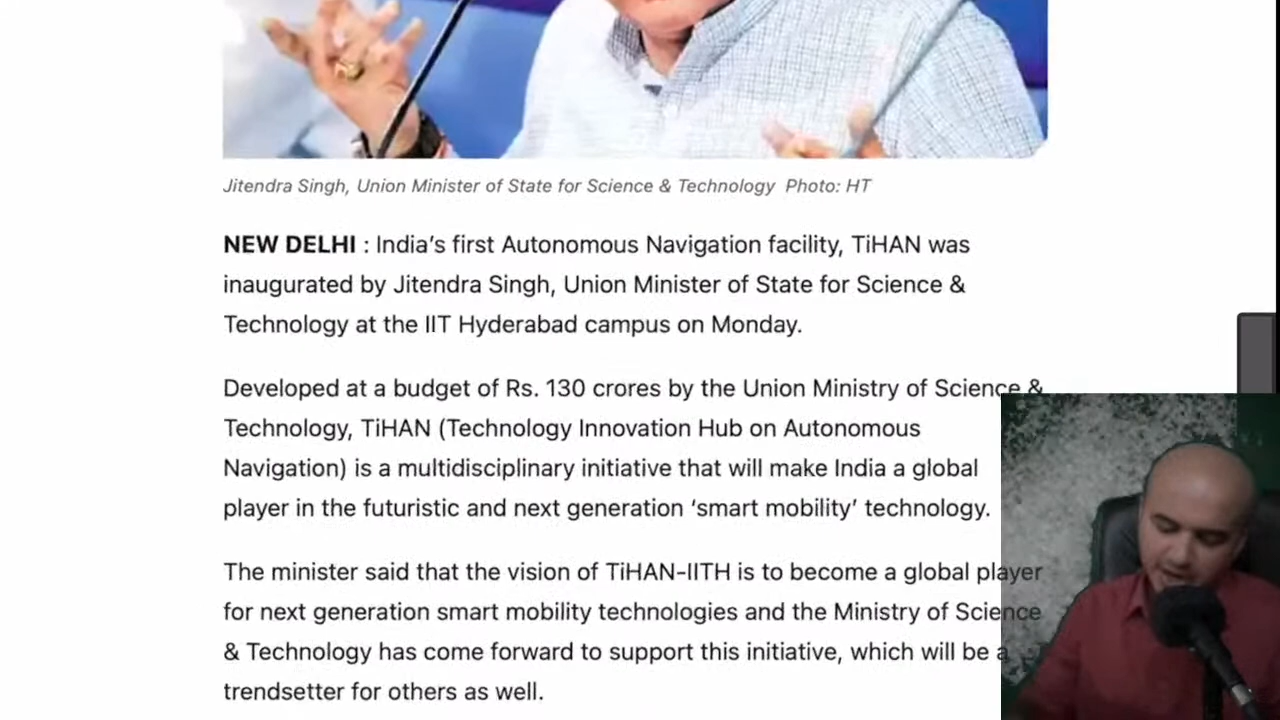 Jitendra Singh, Union Minister of State for Science & Technology  Photo: HT
NEW DELHI : India’s first Autonomous Navigation facility, TiHAN was
inaugurated by Jitendra Singh, Union Minister of State for Science &
Technology at the IIT Hyderabad campus on Monday.
Developed at a budget of Rs. 130 crores by the Union Ministry of Science &
Technology, TiHAN (Technology Innovation Hub on Autonomous
Navigation) is a multidisciplinary initiative that will make India a global
player in the futuristic and next generation ‘smart mobility’ technology.
The minister said that the vision of TiHAN-IITH is to become a global player
for next generation smart mobility technologies and the Ministry of Science
& Technology has come forward to support this initiative, which will be a
trendsetter for others as well.